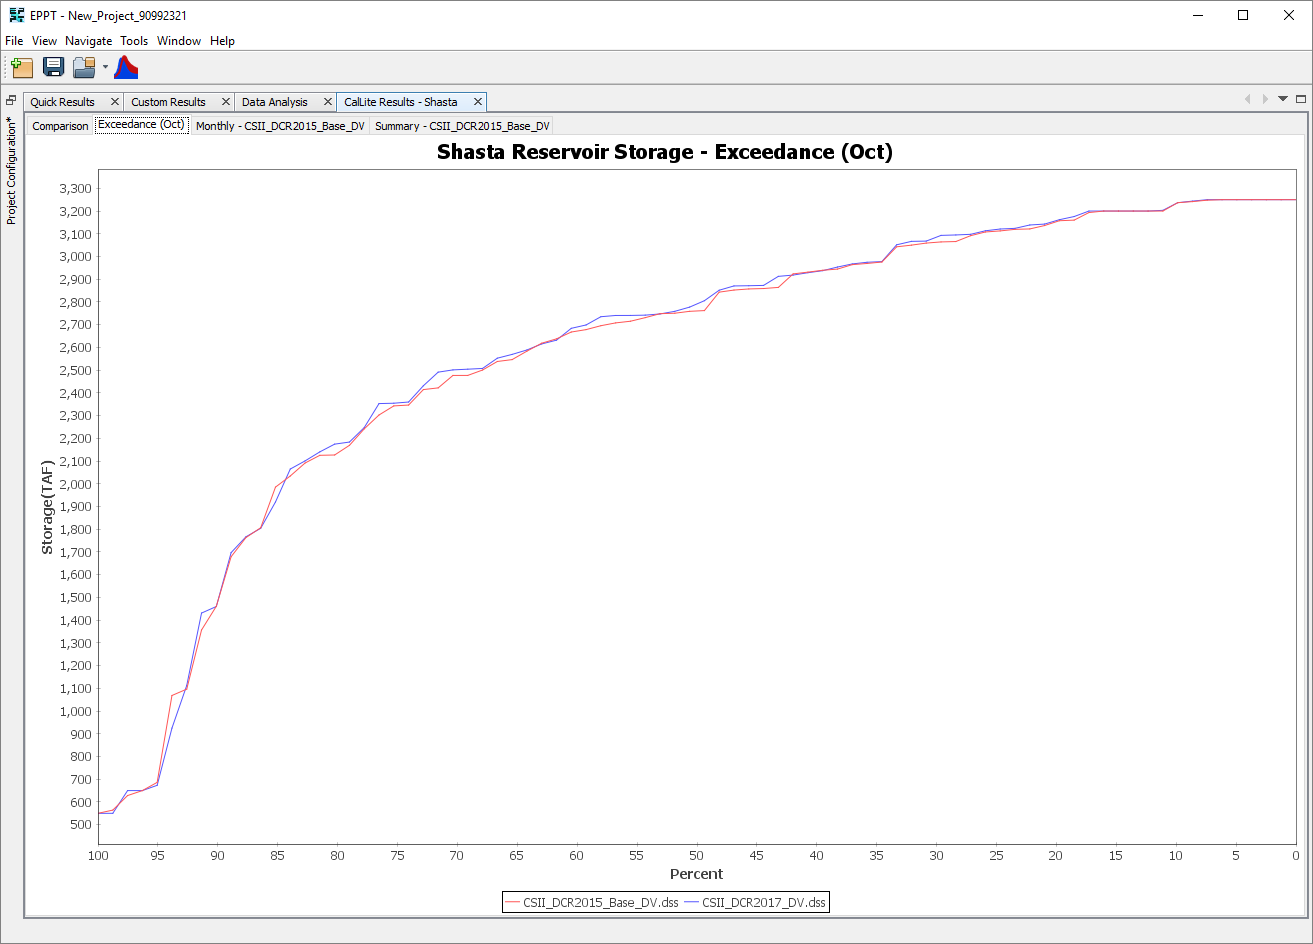 EPPT - New_Project_90992321
File View Navigate Tools Window Help
Quick Results Custom Results Data Analysis CalLite Results - Shasta
Project Configuration*
Comparison Exceedance (Oct) Monthly - CSII_DCR2015_Base_DV Summary - CSII_DCR2015_Base_DV
Shasta Reservoir Storage - Exceedance (Oct)
Storage(TAF)
3,300
3,200
3,100
3,000
2,900
2,800
2,700
2,600
2,500
2,400
2,300
2,200
2,100
2,000
1,900
1,800
1,700
1,600
1,500
1,400
1,300
1,200
1,100
1,000
900
800
700
600
500
100 95 90 85 80 75 70 65 60 55 50 45 40 35 30 25 20 15 10 5 0
Percent
CSII_DCR2015_Base_DV.dss CSII_DCR2017_DV.dss